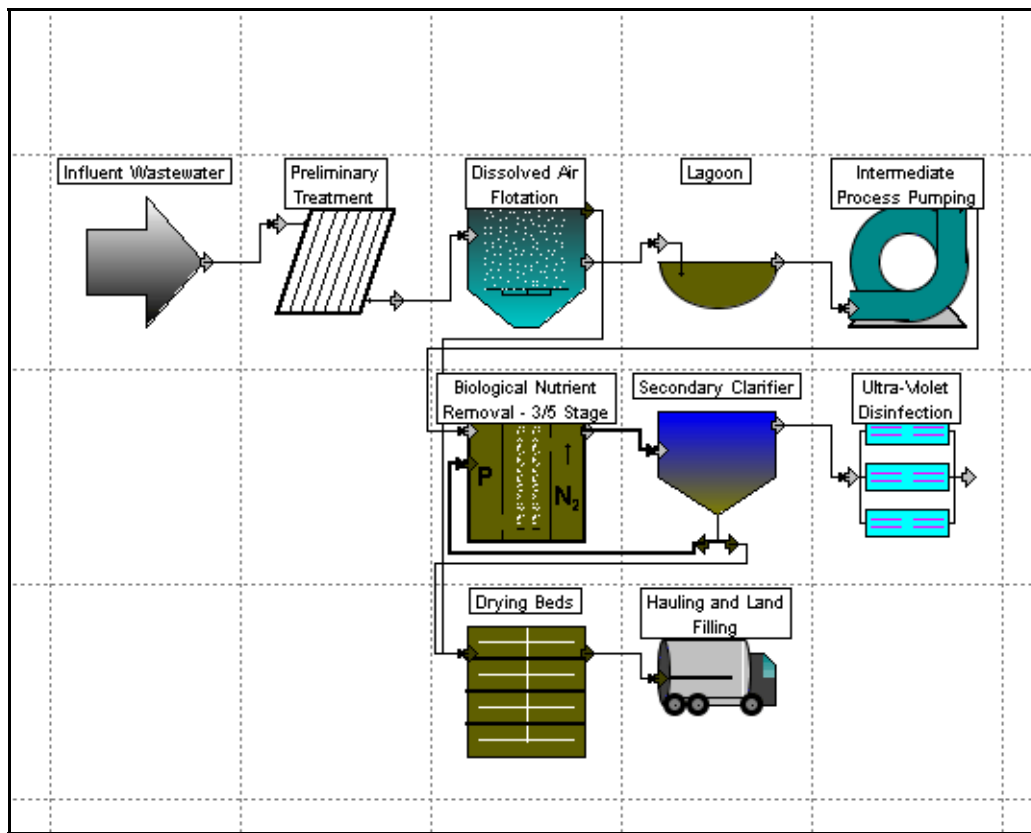 Influent Wastewater
Preliminary
Treatment
Dissolved Air
Flotation
Lagoon
Intermediate
Process Pumping
Biological Nutrient
Removal - 3/5 Stage
P
N₂
Secondary Clarifier
Ultra-Violet
Disinfection
Drying Beds
Hauling and Land
Filling